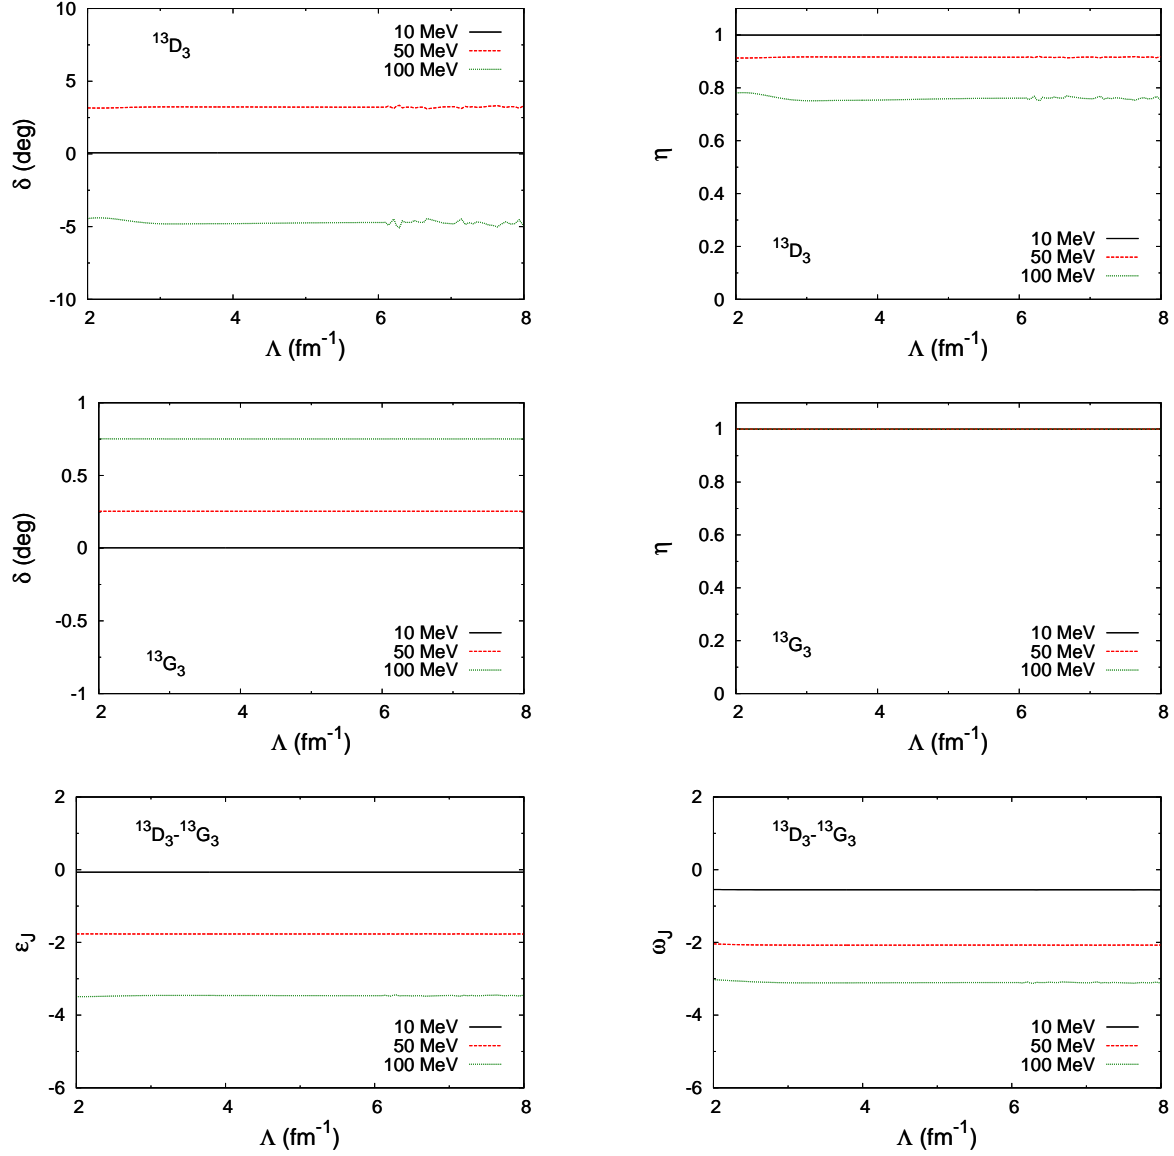 10
5
0
-5
-10
2
4
6
8
δ (deg)
Λ (fm⁻¹)
¹³D₃
10 MeV
50 MeV
100 MeV
1
0.8
0.6
0.4
0.2
0
2
4
6
8
η
Λ (fm⁻¹)
¹³D₃
10 MeV
50 MeV
100 MeV
1
0.5
0
-0.5
-1
2
4
6
8
δ (deg)
Λ (fm⁻¹)
¹³G₃
10 MeV
50 MeV
100 MeV
1
0.8
0.6
0.4
0.2
0
2
4
6
8
η
Λ (fm⁻¹)
¹³G₃
10 MeV
50 MeV
100 MeV
2
0
-2
-4
-6
2
4
6
8
ε_J
Λ (fm⁻¹)
¹³D₃-¹³G₃
10 MeV
50 MeV
100 MeV
2
0
-2
-4
-6
2
4
6
8
ω_J
Λ (fm⁻¹)
¹³D₃-¹³G₃
10 MeV
50 MeV
100 MeV